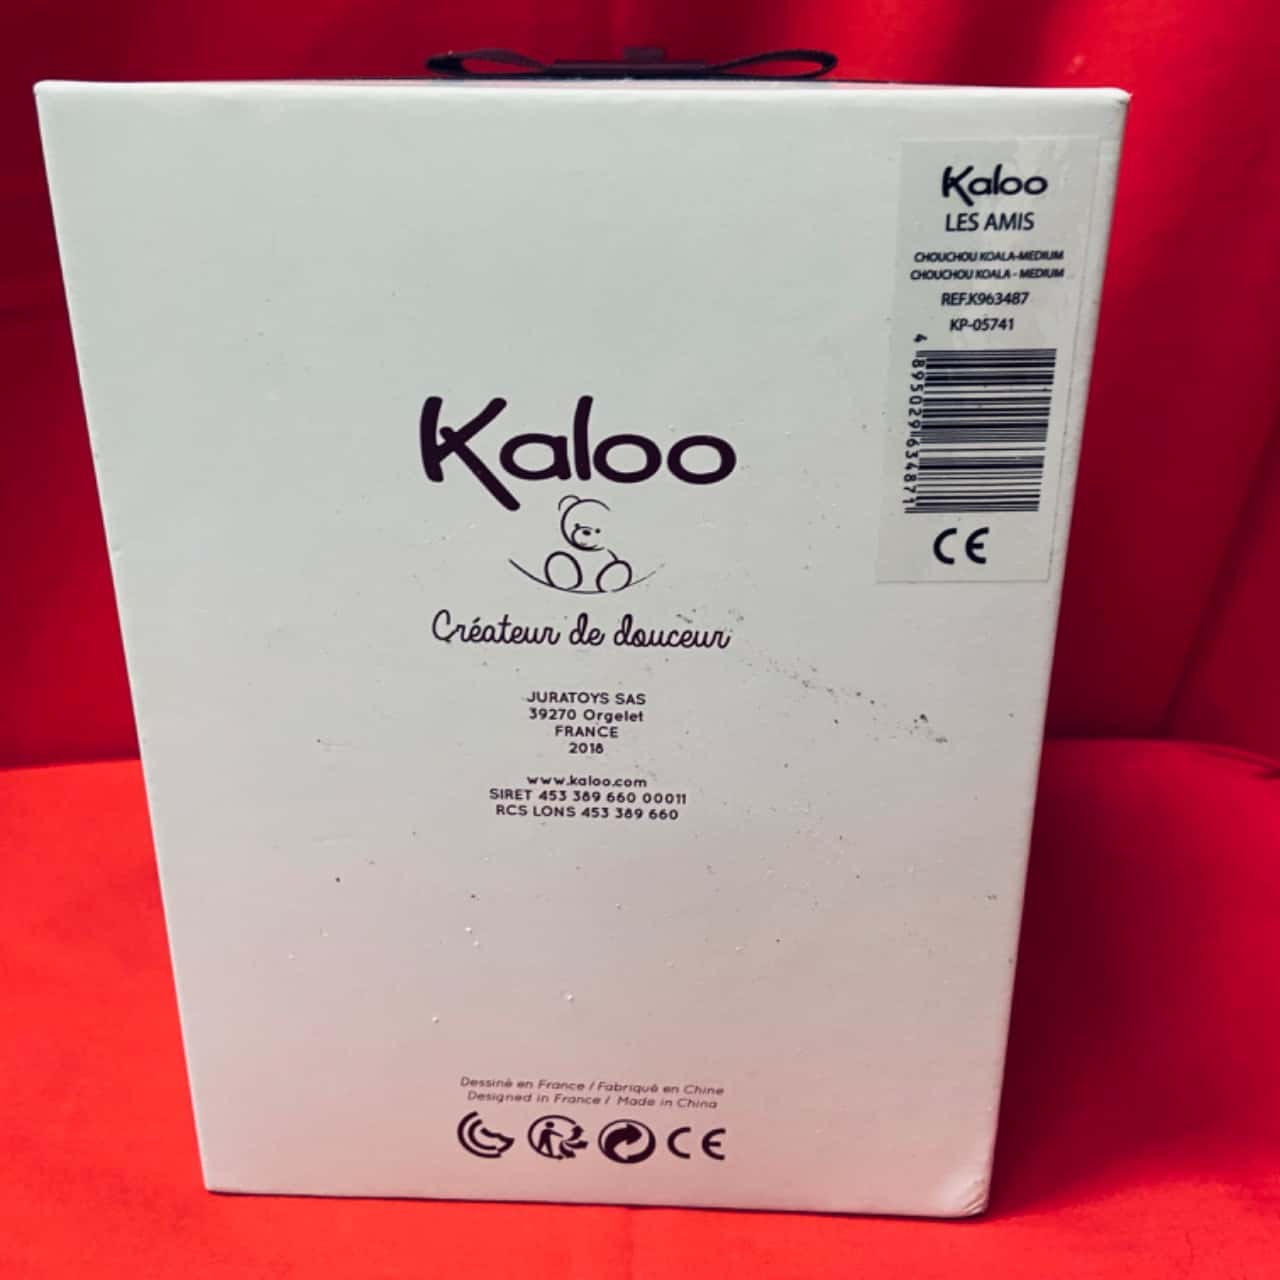 Kaloo
LES AMIS
CHOUCHOU KOALA-MEDIUM
CHOUCHOU KOALA - MEDIUM
REF.K963487
KP-05741
4 895029 634871
CE
Kaloo
Créateur de douceur
JURATOYS SAS
39270 Orgelet
FRANCE
2018
www.kaloo.com
SIRET 453 389 660 00011
RCS LONS 453 389 660
Dessiné en France / Fabriqué en Chine
Designed in France / Made in China
CE